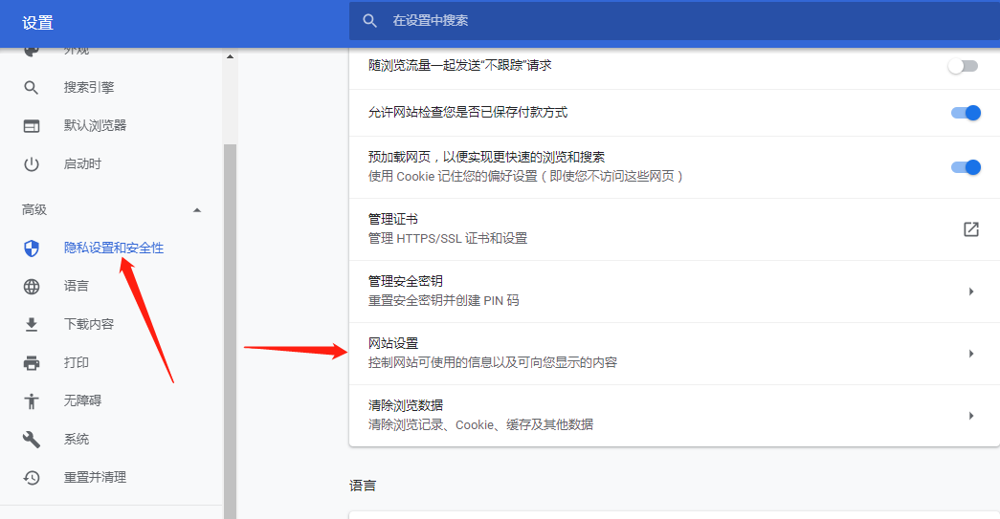 设置
在设置中搜索
外观
搜索引擎
默认浏览器
启动时
高级
隐私设置和安全性
语言
下载内容
打印
无障碍
系统
重置并清理
随浏览流量一起发送"不跟踪"请求
允许网站检查您是否已保存付款方式
预加载网页，以便实现更快速的浏览和搜索
使用 Cookie 记住您的偏好设置（即使您不访问这些网页）
管理证书
管理 HTTPS/SSL 证书和设置
管理安全密钥
重置安全密钥并创建 PIN 码
网站设置
控制网站可使用的信息以及可向您显示的内容
清除浏览数据
清除浏览记录、Cookie、缓存及其他数据
语言